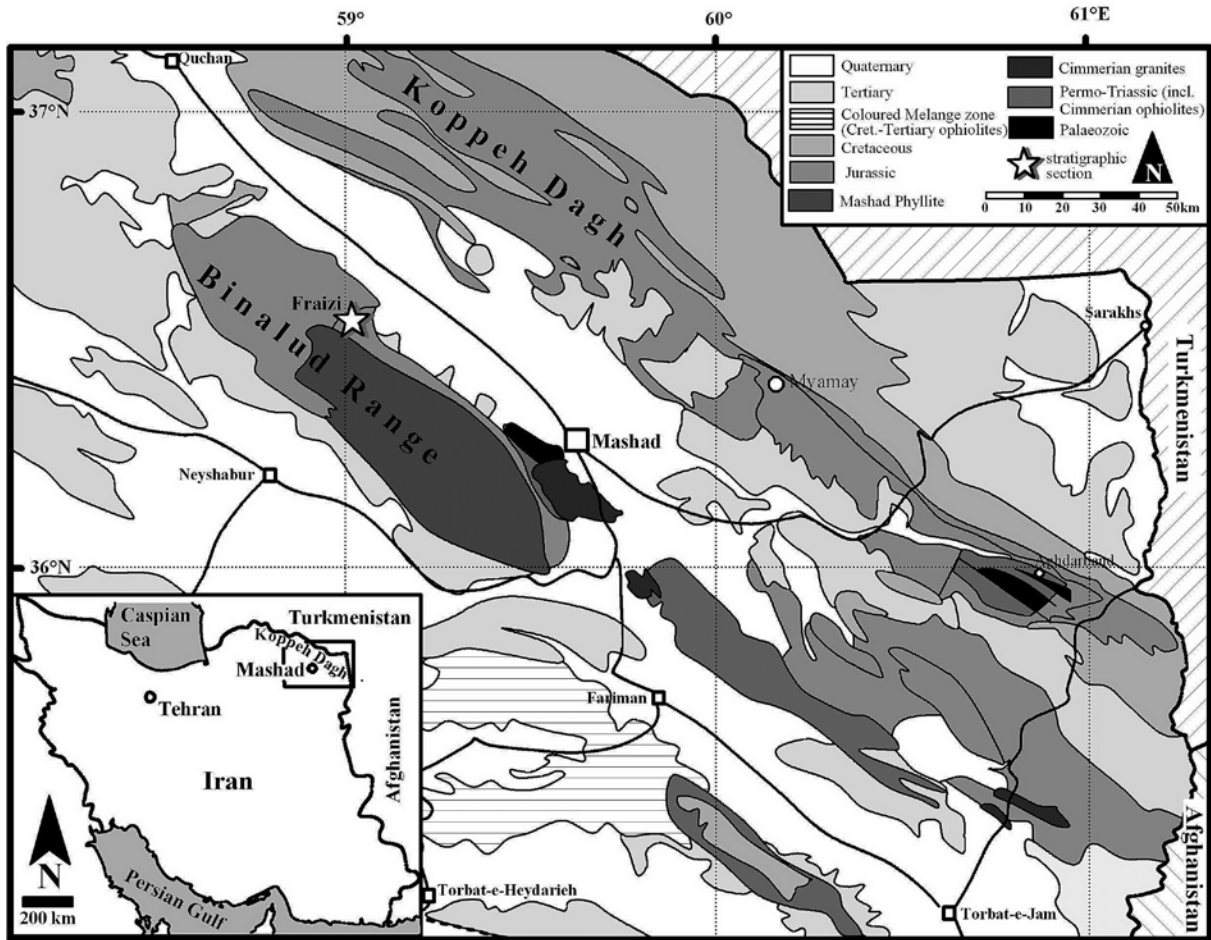 59°
60°
61°E
Quchan
37°N
Koppeh Dagh
Quaternary
Tertiary
Coloured Melange zone
(Cret.-Tertiary ophiolites)
Cretaceous
Jurassic
Mashad Phyllite
Cimmerian granites
Permo-Triassic (incl.
Cimmerian ophiolites)
Palaeozoic
stratigraphic
section
N
0 10 20 30 40 50km
Binalud Range
Fraizi
Sarakhs
Turkmenistan
Myamay
Mashad
Neyshabur
36°N
Aghdarband
Fariman
Afghanistan
Torbat-e-Heydarieh
Torbat-e-Jam
Caspian
Sea
Turkmenistan
Koppeh Dagh
Mashad
Tehran
Iran
Afghanistan
N
200 km
Persian Gulf